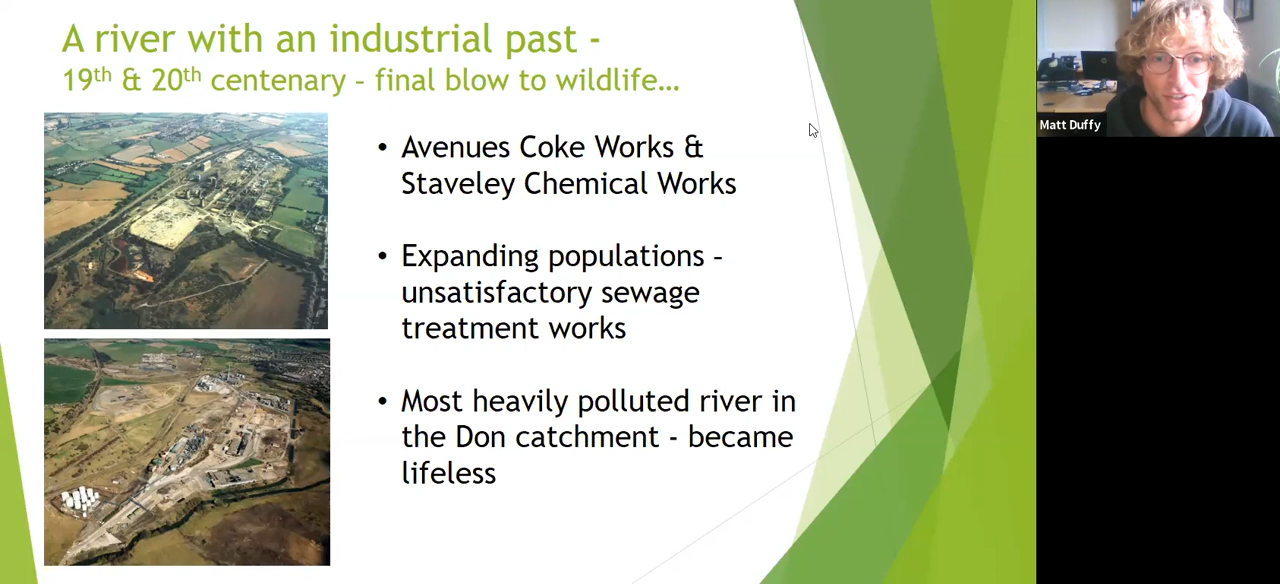 A river with an industrial past -
19th & 20th centenary – final blow to wildlife…
• Avenues Coke Works &
Staveley Chemical Works
• Expanding populations –
unsatisfactory sewage
treatment works
• Most heavily polluted river in
the Don catchment - became
lifeless
Matt Duffy